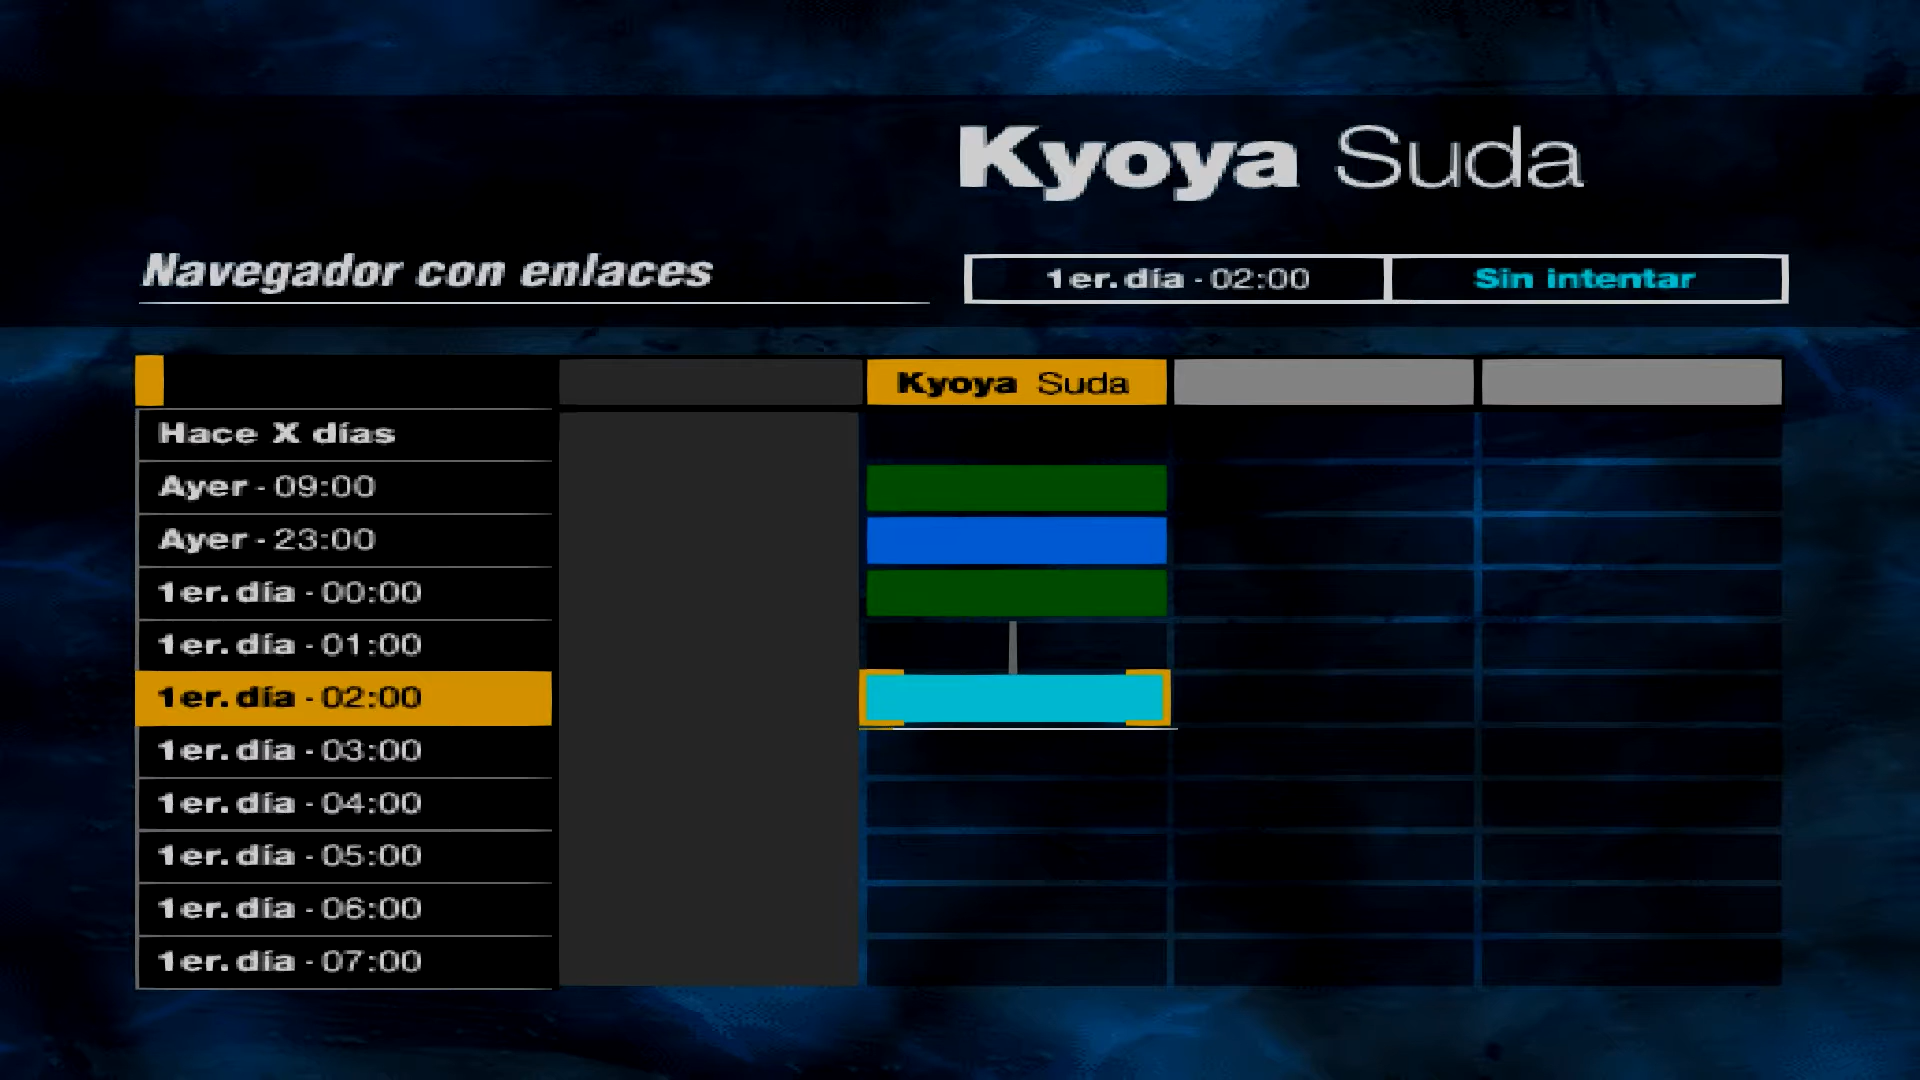 Kyoya Suda
Navegador con enlaces
1er. día - 02:00
Sin intentar
Kyoya Suda
Hace X días
Ayer - 09:00
Ayer - 23:00
1er. día - 00:00
1er. día - 01:00
1er. día - 02:00
1er. día - 03:00
1er. día - 04:00
1er. día - 05:00
1er. día - 06:00
1er. día - 07:00